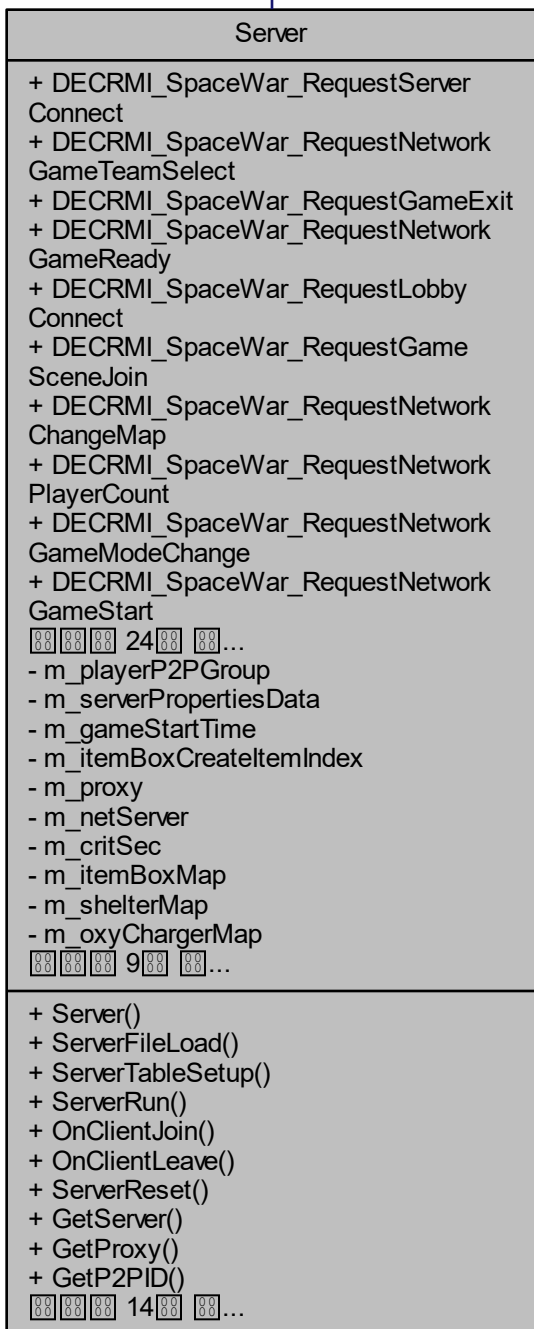 Server
+ DECRMI_SpaceWar_RequestServer
Connect
+ DECRMI_SpaceWar_RequestNetwork
GameTeamSelect
+ DECRMI_SpaceWar_RequestGameExit
+ DECRMI_SpaceWar_RequestNetwork
GameReady
+ DECRMI_SpaceWar_RequestLobby
Connect
+ DECRMI_SpaceWar_RequestGame
SceneJoin
+ DECRMI_SpaceWar_RequestNetwork
ChangeMap
+ DECRMI_SpaceWar_RequestNetwork
PlayerCount
+ DECRMI_SpaceWar_RequestNetwork
GameModeChange
+ DECRMI_SpaceWar_RequestNetwork
GameStart
24 ...
- m_playerP2PGroup
- m_serverPropertiesData
- m_gameStartTime
- m_itemBoxCreateItemIndex
- m_proxy
- m_netServer
- m_critSec
- m_itemBoxMap
- m_shelterMap
- m_oxyChargerMap
9 ...
+ Server()
+ ServerFileLoad()
+ ServerTableSetup()
+ ServerRun()
+ OnClientJoin()
+ OnClientLeave()
+ ServerReset()
+ GetServer()
+ GetProxy()
+ GetP2PID()
14 ...